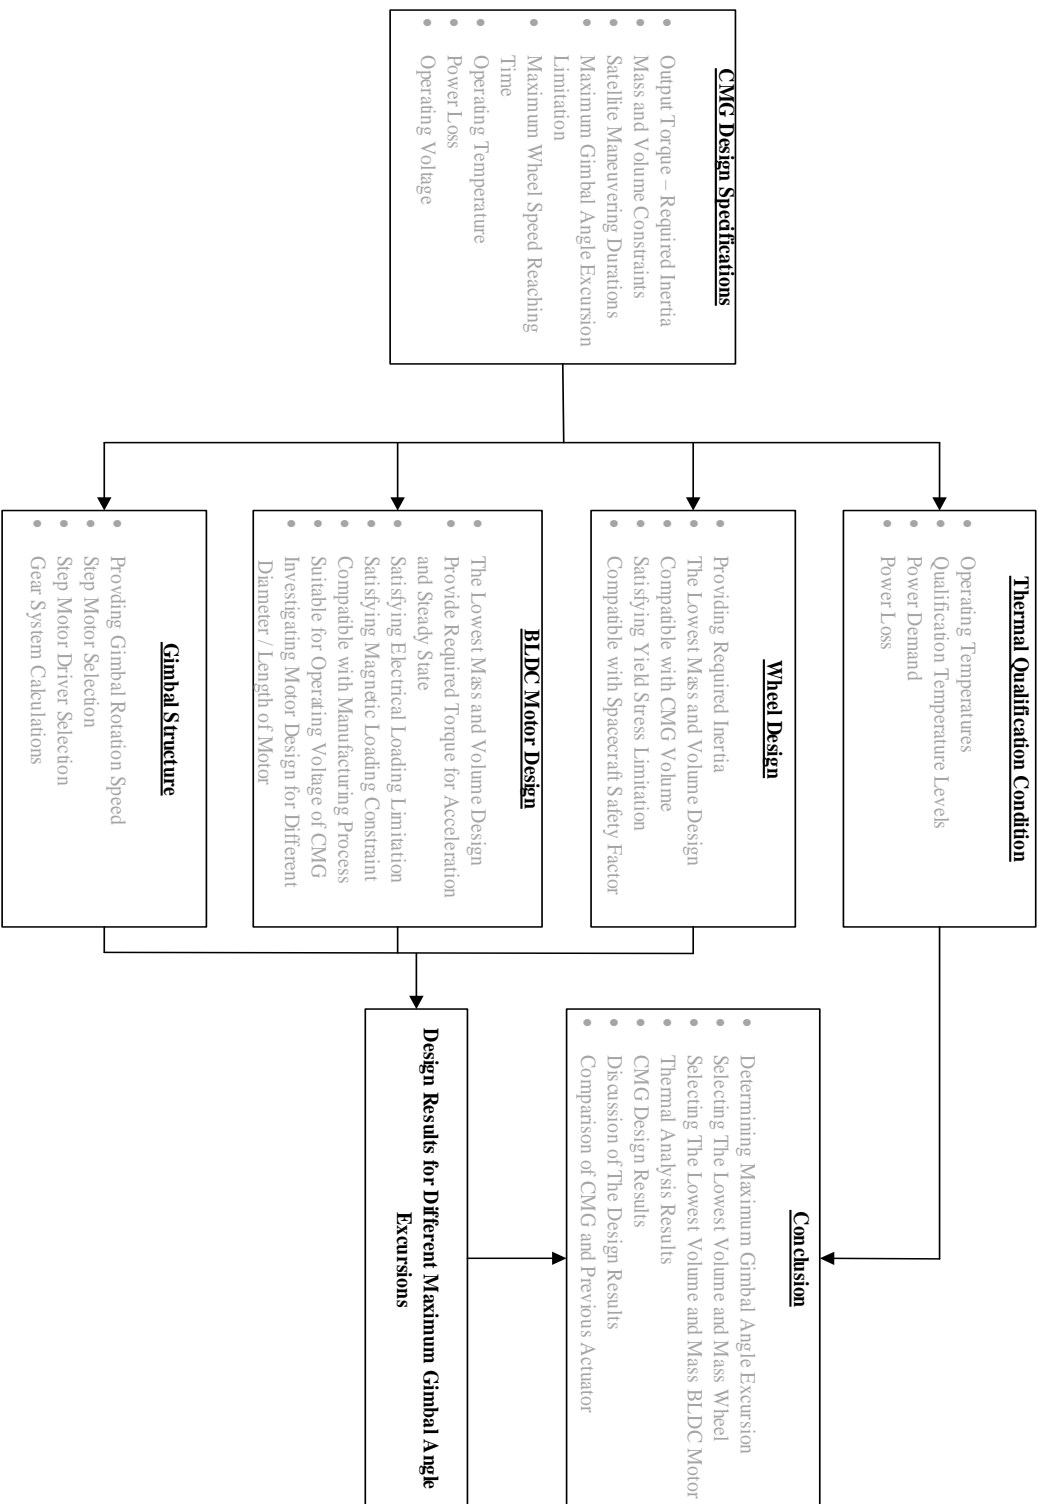 CMG Design Specifications
Output Torque – Required Inertia
Mass and Volume Constraints
Satellite Maneuvering Durations
Maximum Gimbal Angle Excursion
Limitation
Maximum Wheel Speed Reaching
Time
Operating Temperature
Power Loss
Operating Voltage
Thermal Qualification Condition
Operating Temperatures
Qualification Temperature Levels
Power Demand
Power Loss
Wheel Design
Providing Required Inertia
The Lowest Mass and Volume Design
Compatible with CMG Volume
Satisfying Yield Stress Limitation
Compatible with Spacecraft Safety Factor
BLDC Motor Design
The Lowest Mass and Volume Design
Provide Required Torque for Acceleration
and Steady State
Satisfying Electrical Loading Limitation
Satisfying Magnetic Loading Constraint
Compatible with Manufacturing Process
Suitable for Operating Voltage of CMG
Investigating Motor Design for Different
Diameter / Length of Motor
Gimbal Structure
Provding Gimbal Rotation Speed
Step Motor Selection
Step Motor Driver Selection
Gear System Calculations
Conclusion
Determining Maximum Gimbal Angle Excursion
Selecting The Lowest Volume and Mass Wheel
Selecting The Lowest Volume and Mass BLDC Motor
Thermal Analysis Results
CMG Design Results
Discussion of The Design Results
Comparison of CMG and Previous Actuator
Design Results for Different Maximum Gimbal Angle
Excursions